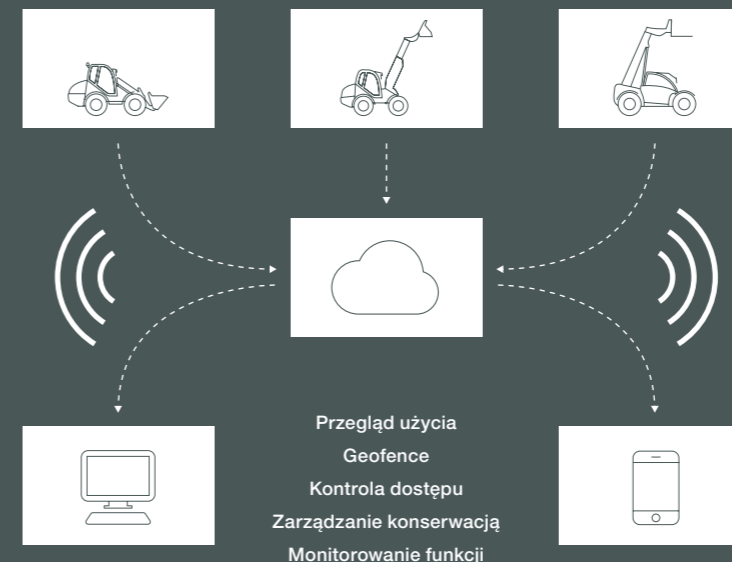 Przegląd użycia
Geofence
Kontrola dostępu
Zarządzanie konserwacją
Monitorowanie funkcji